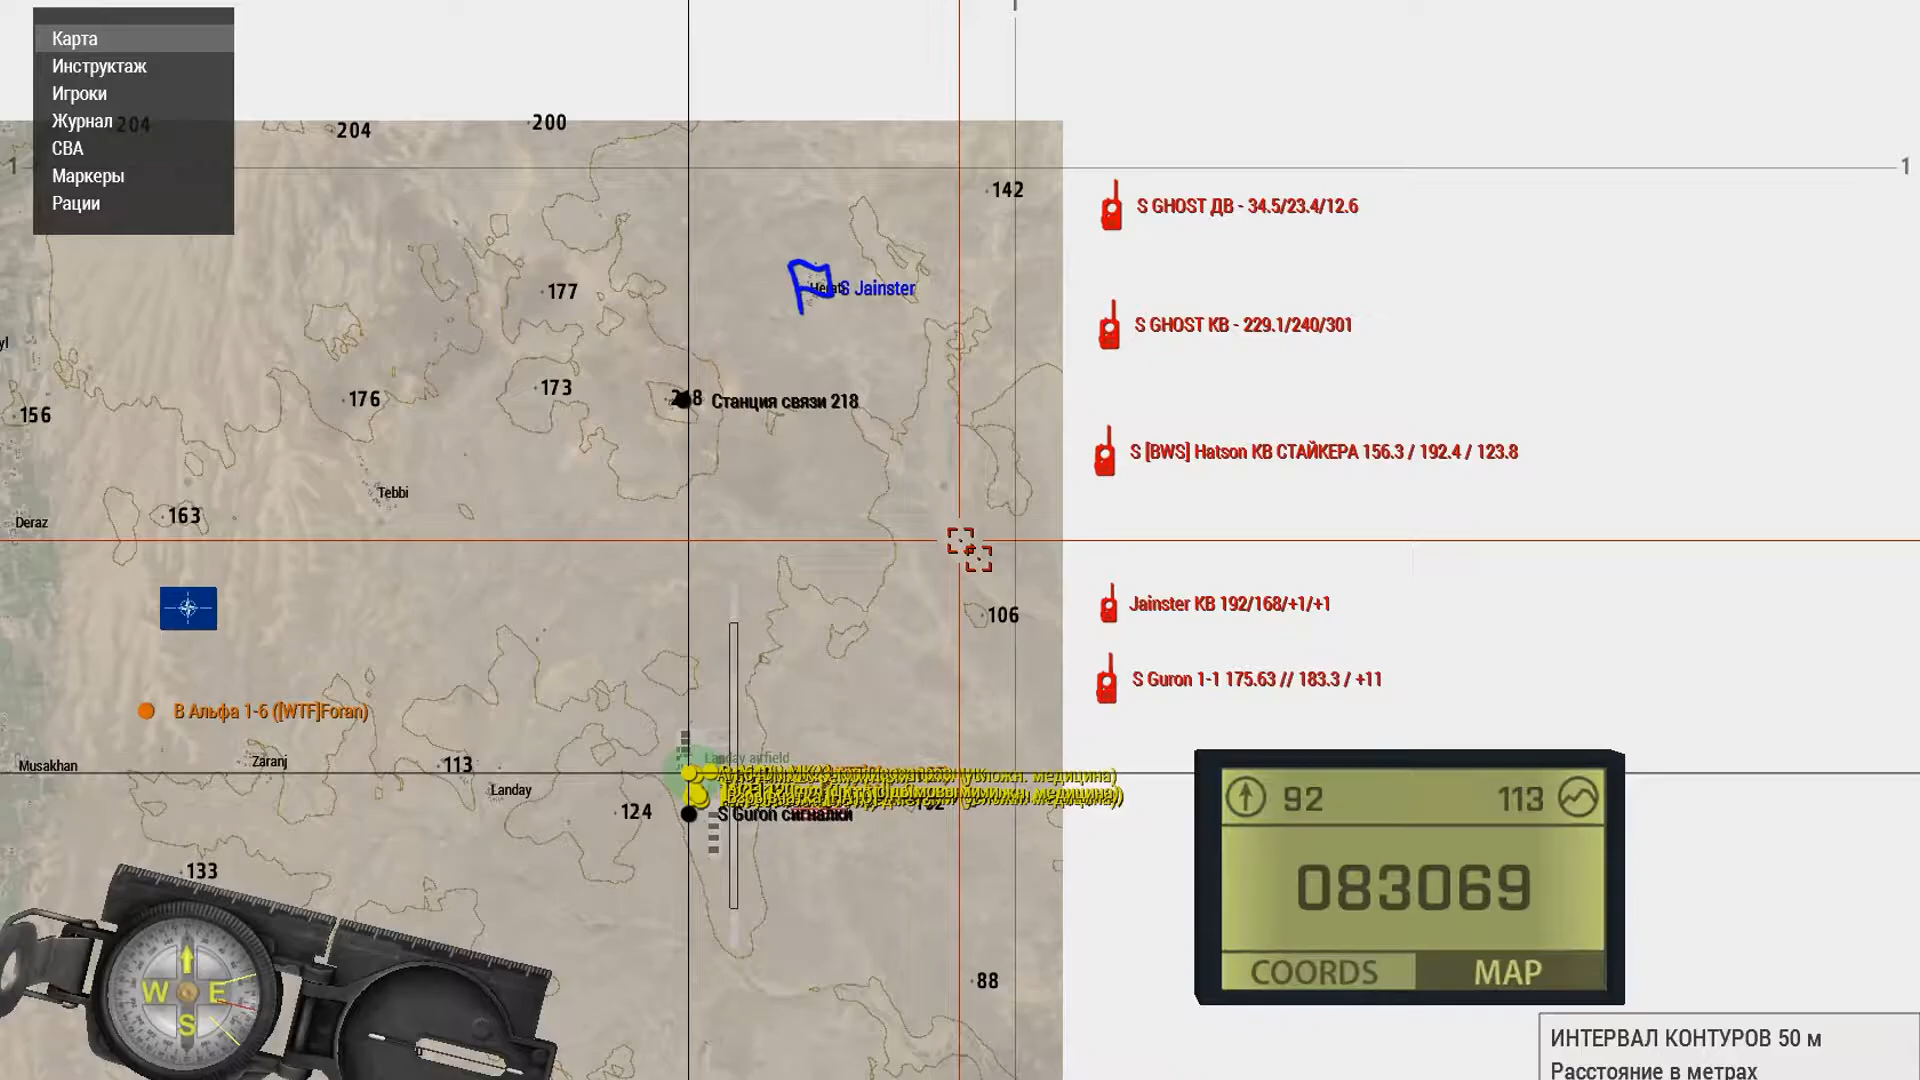 Карта
Инструктаж
Игроки
Журнал
СВА
Маркеры
Рации
204
204
200
1
1
142
S GHOST ДВ - 34.5/23.4/12.6
177
S Jainster
S GHOST КВ - 229.1/240/301
173
176
Станция связи 218
156
S [BWS] Hatson КВ СТАЙКЕРА 156.3 / 192.4 / 123.8
Tebbi
163
Deraz
106
Jainster КВ 192/168/+1/+1
S Guron 1-1 175.63 // 183.3 / +11
В Альфа 1-6 ([WTF]Foran)
Landay airfield
Zaranj
Musakhan
113
Landay
124
S Guron сигналки
133
88
92
113
083069
COORDS
MAP
W
E
S
ИНТЕРВАЛ КОНТУРОВ 50 м
Расстояние в метрах